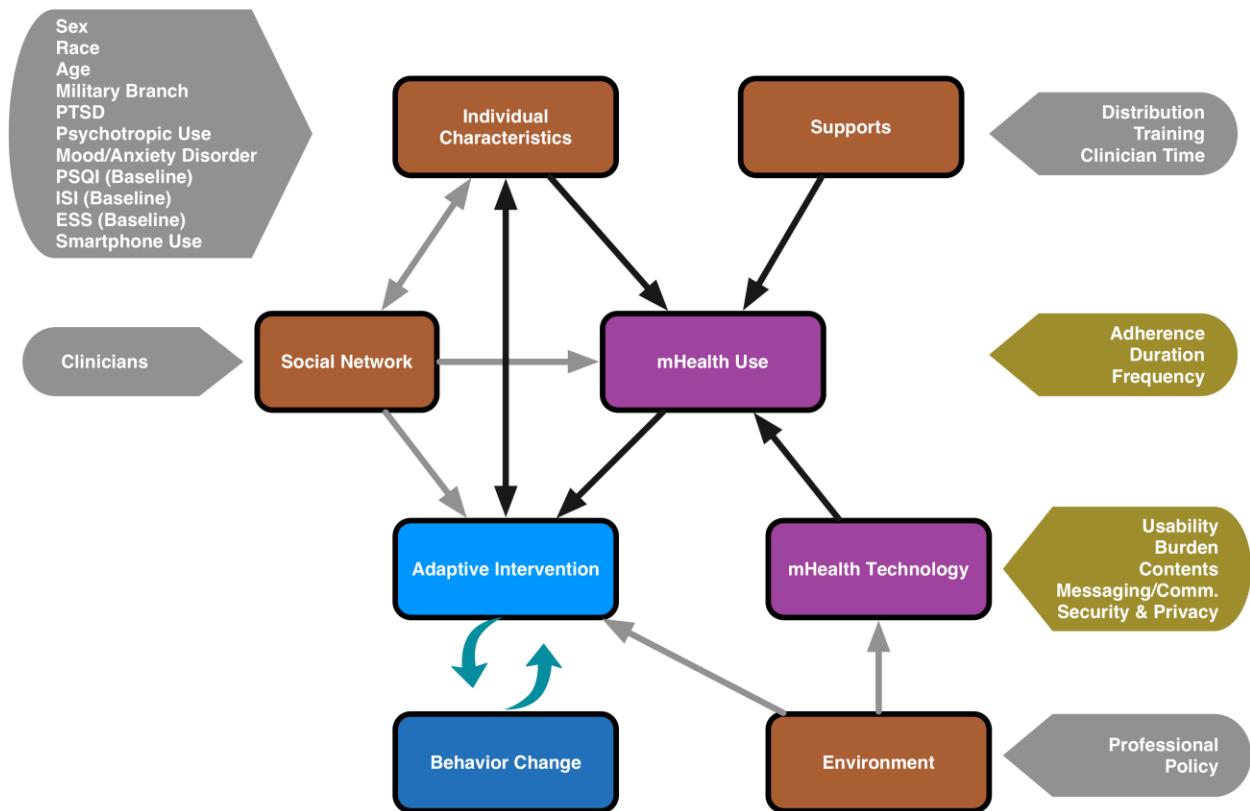 Sex
Race
Age
Military Branch
PTSD
Psychotropic Use
Mood/Anxiety Disorder
PSQI (Baseline)
ISI (Baseline)
ESS (Baseline)
Smartphone Use
Individual
Characteristics
Supports
Distribution
Training
Clinician Time
Clinicians
Social Network
mHealth Use
Adherence
Duration
Frequency
Adaptive Intervention
mHealth Technology
Usability
Burden
Contents
Messaging/Comm.
Security & Privacy
Behavior Change
Environment
Professional
Policy